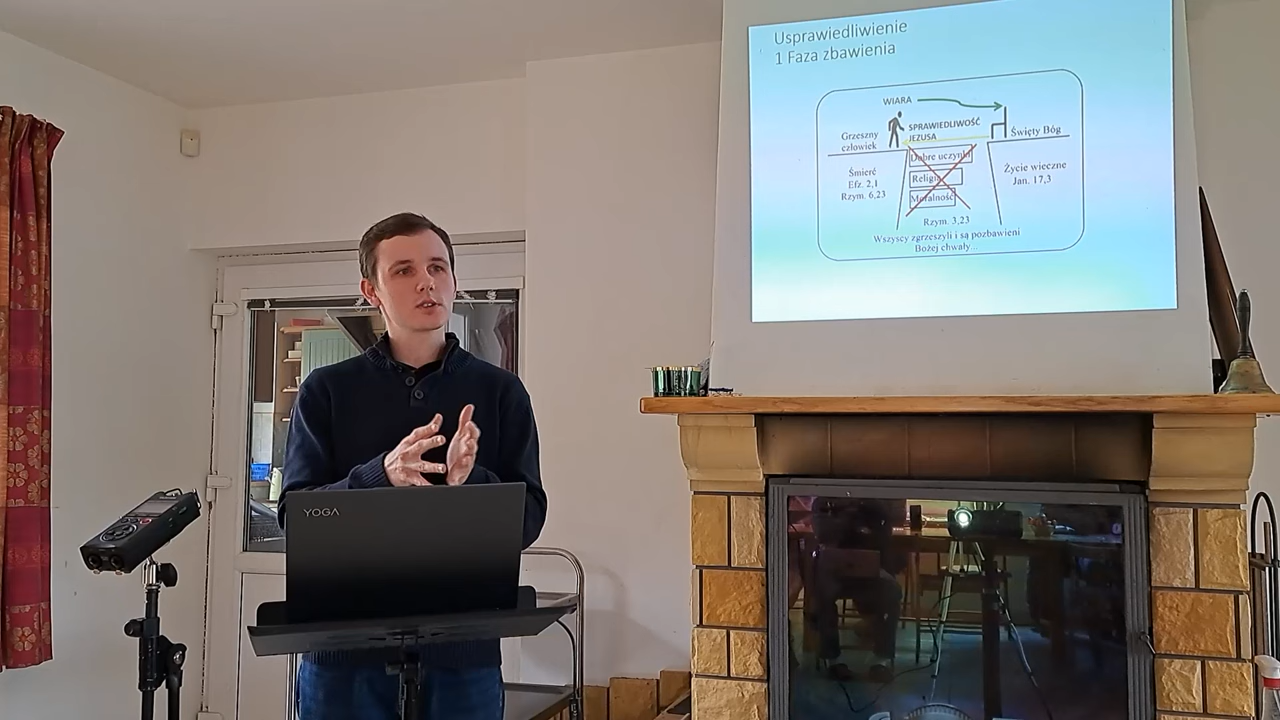 Usprawiedliwienie
1 Faza zbawienia
WIARA
SPRAWIEDLIWOŚĆ
JEZUSA
Grzeszny
człowiek
Święty Bóg
Dobre uczynki
Religia
Moralność
Śmierć
Efz. 2,1
Rzym. 6,23
Życie wieczne
Jan. 17,3
Rzym. 3,23
Wszyscy zgrzeszyli i są pozbawieni
Bożej chwały...
YOGA